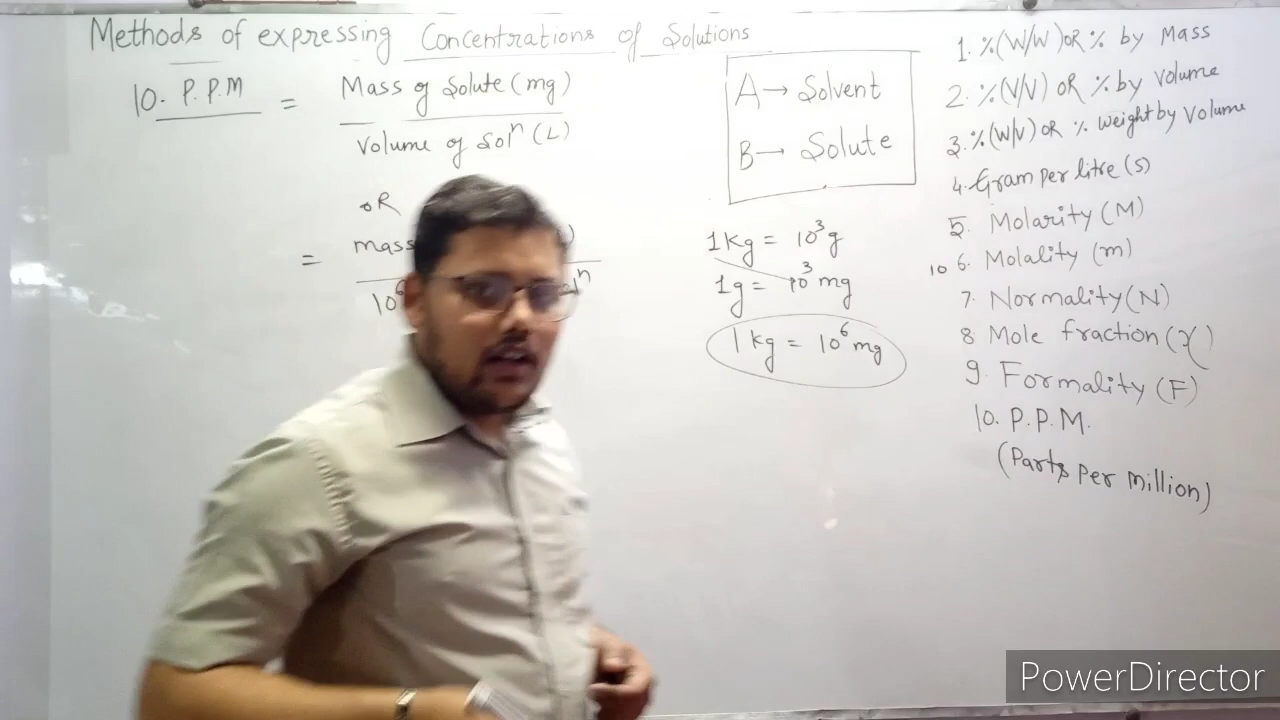 Methods of expressing Concentrations of Solutions
10. P.P.M = Mass of Solute (mg)
Volume of Solⁿ (L)
OR
= mass
10⁶
A → Solvent
B → Solute
1Kg = 10³g
1g = 10³ mg
1 kg = 10⁶ mg
1. % (W/W) OR % by Mass
2. % (V/V) OR % by Volume
3. % (W/V) OR % weight by Volume
4. Gram per litre (S)
5. Molarity (M)
10 6. Molality (m)
7. Normality (N)
8 Mole fraction (χ)
9. Formality (F)
10. P.P.M.
(Parts Per Million)
PowerDirector